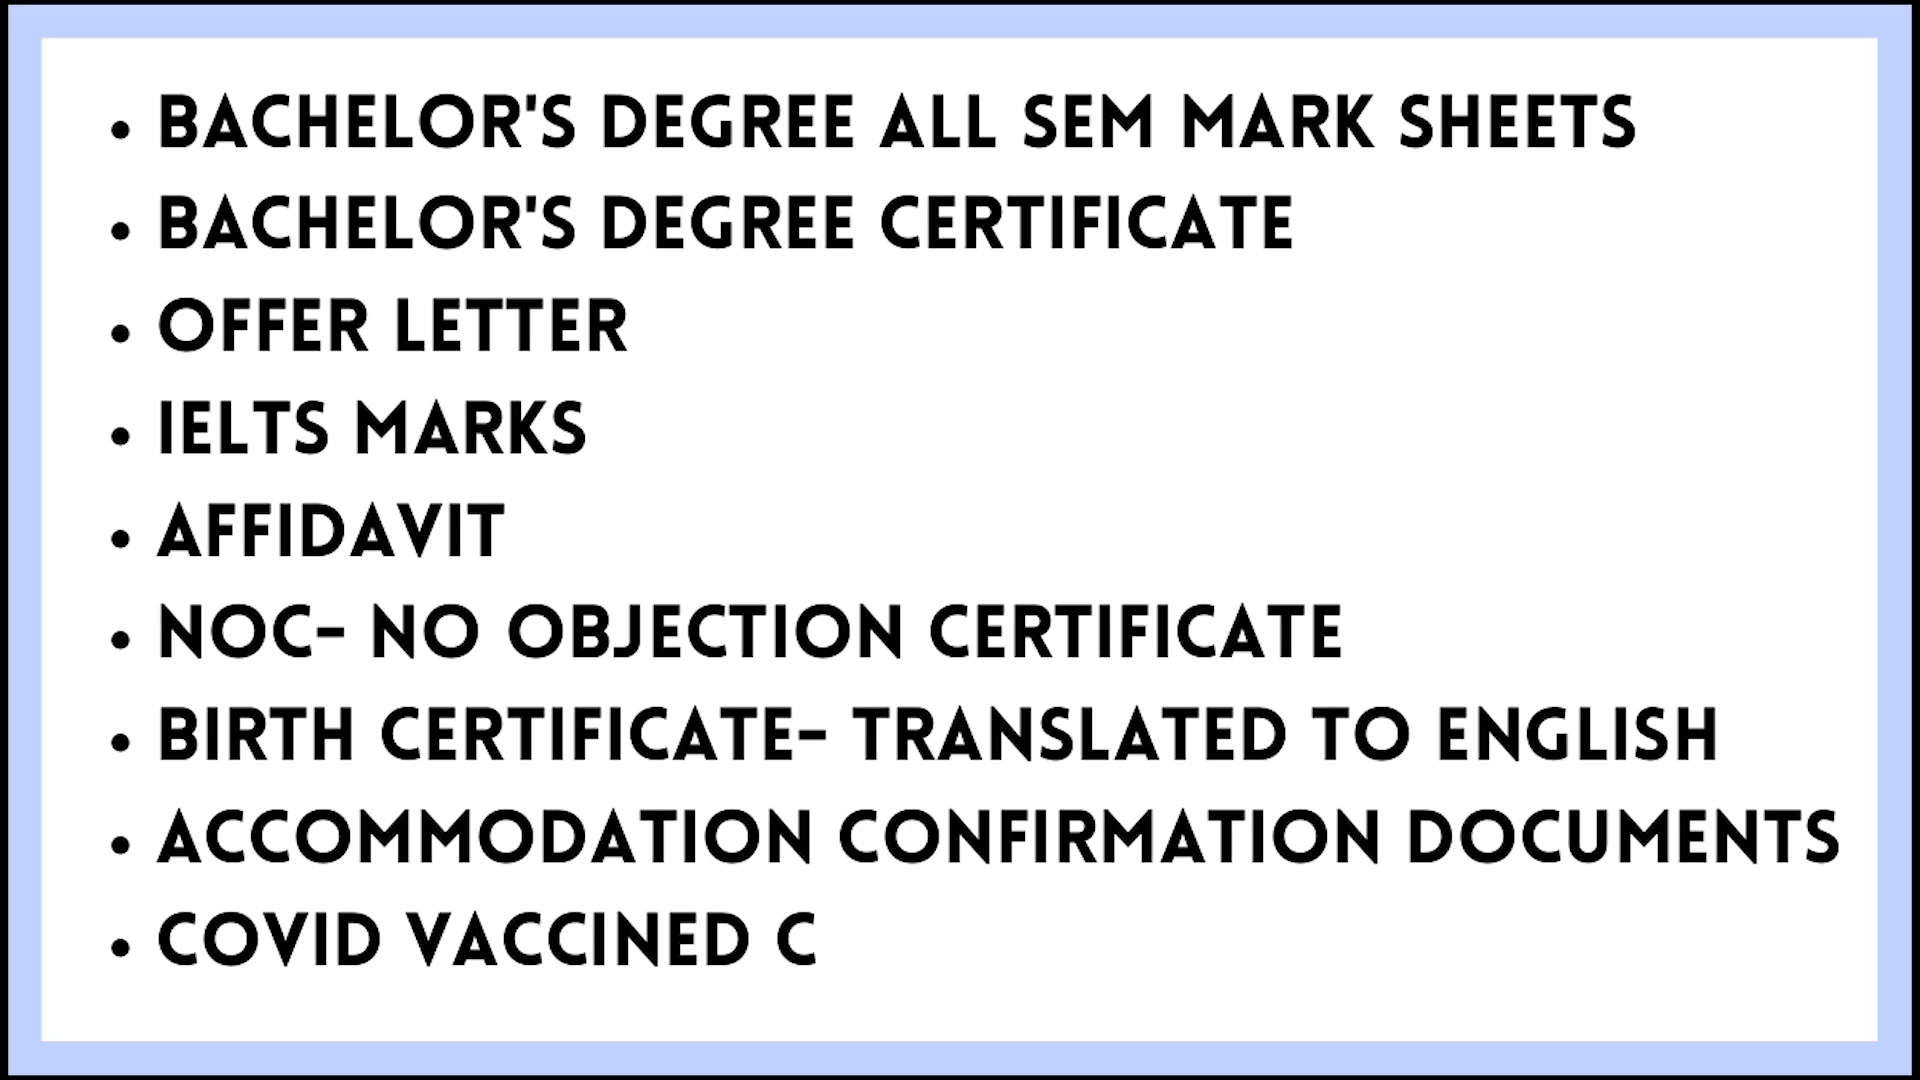 • BACHELOR'S DEGREE ALL SEM MARK SHEETS
• BACHELOR'S DEGREE CERTIFICATE
• OFFER LETTER
• IELTS MARKS
• AFFIDAVIT
• NOC- NO OBJECTION CERTIFICATE
• BIRTH CERTIFICATE- TRANSLATED TO ENGLISH
• ACCOMMODATION CONFIRMATION DOCUMENTS
• COVID VACCINED C